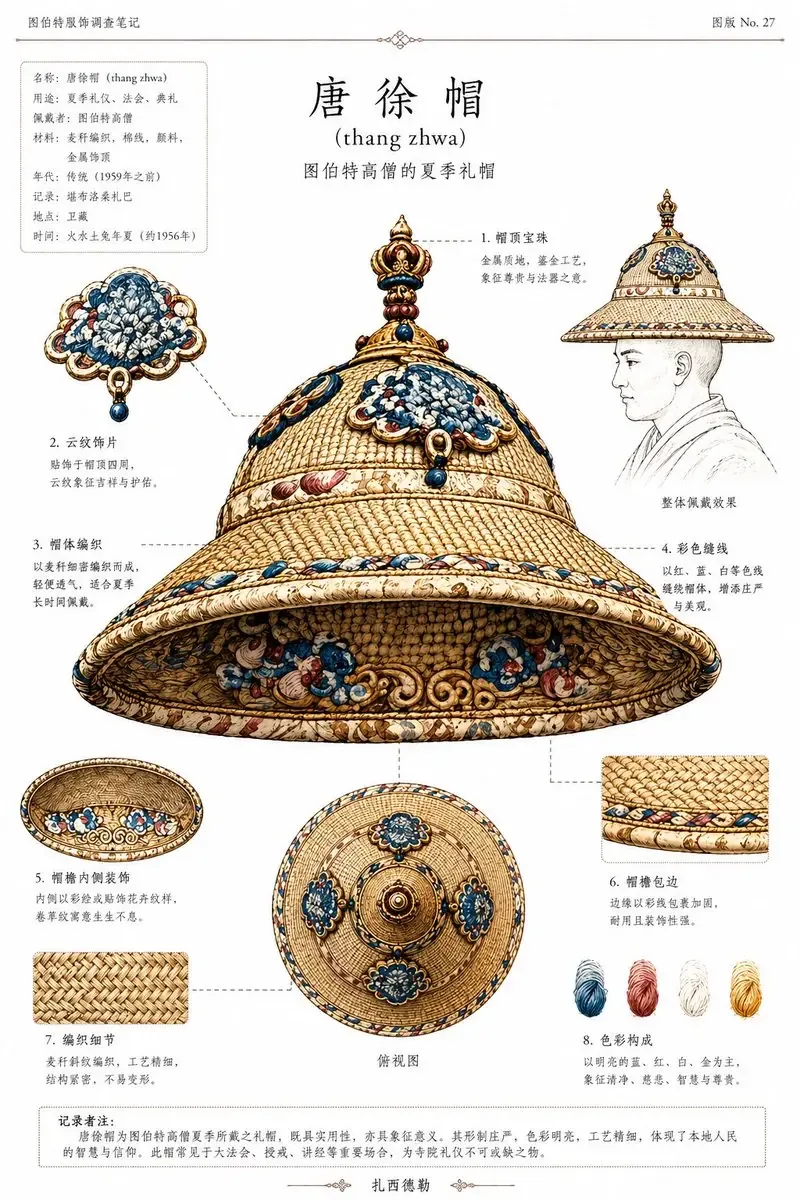 图伯特服饰调查笔记
图版 No. 27
名称：唐徐帽（thang zhwa）
用途：夏季礼仪、法会、典礼
佩戴者：图伯特高僧
材料：麦秆编织，棉线，颜料，
金属饰顶
年代：传统（1959年之前）
记录：堪布洛桑札巴
地点：卫藏
时间：火水土兔年夏（约1956年）
唐徐帽
(thang zhwa)
图伯特高僧的夏季礼帽
1. 帽顶宝珠
金属质地，鎏金工艺，
象征尊贵与法器之意。
2. 云纹饰片
贴饰于帽顶四周，
云纹象征吉祥与护佑。
整体佩戴效果
3. 帽体编织
以麦秆细密编织而成，
轻便透气，适合夏季
长时间佩戴。
4. 彩色缝线
以红、蓝、白等色线
缝绕帽体，增添庄严
与美观。
5. 帽檐内侧装饰
内侧以彩绘或贴饰花卉纹样，
卷草纹寓意生生不息。
6. 帽檐包边
边缘以彩线包裹加固，
耐用且装饰性强。
7. 编织细节
麦秆斜纹编织，工艺精细，
结构紧密，不易变形。
俯视图
8. 色彩构成
以明亮的蓝、红、白、金为主，
象征清净、慈悲、智慧与尊贵。
记录者注：
唐徐帽为图伯特高僧夏季所戴之礼帽，既具实用性，亦具象征意义。其形制庄严，色彩明亮，工艺精细，体现了本地人民
的智慧与信仰。此帽常见于大法会、授戒、讲经等重要场合，为寺院礼仪不可或缺之物。
扎西德勒